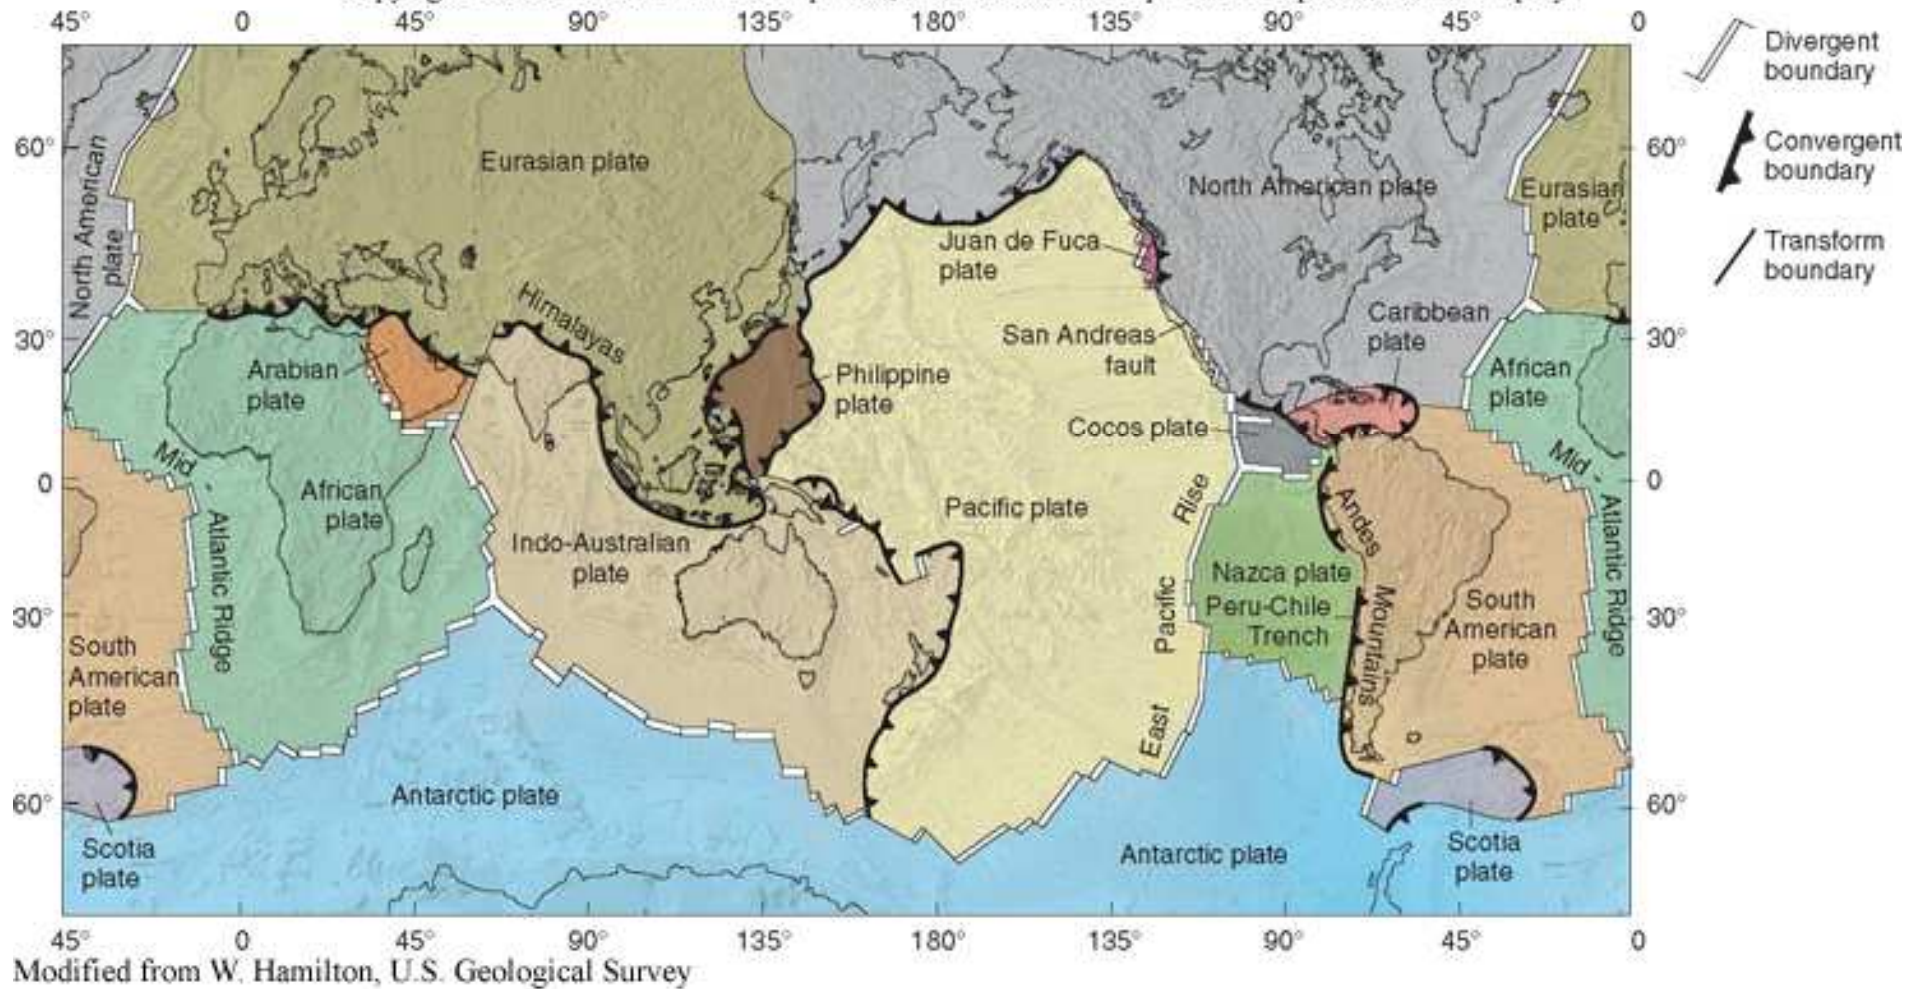 45°
0
45°
90°
135°
180°
135°
90°
45°
0
Divergent
boundary
Convergent
boundary
Transform
boundary
60°
30°
0
30°
60°
60°
30°
0
30°
60°
North American
plate
Eurasian plate
North American plate
Eurasian
plate
Juan de Fuca
plate
Himalayas
San Andreas
fault
Caribbean
plate
Arabian
plate
Philippine
plate
African
plate
Cocos plate
Mid
Atlantic Ridge
African
plate
Indo-Australian
plate
Pacific plate
East
Pacific
Rise
Nazca plate
Peru-Chile
Trench
Andes
Mountains
South
American
plate
Mid
Atlantic Ridge
South
American
plate
Scotia
plate
Antarctic plate
Antarctic plate
Scotia
plate
45°
0
45°
90°
135°
180°
135°
90°
45°
0
Modified from W. Hamilton, U.S. Geological Survey